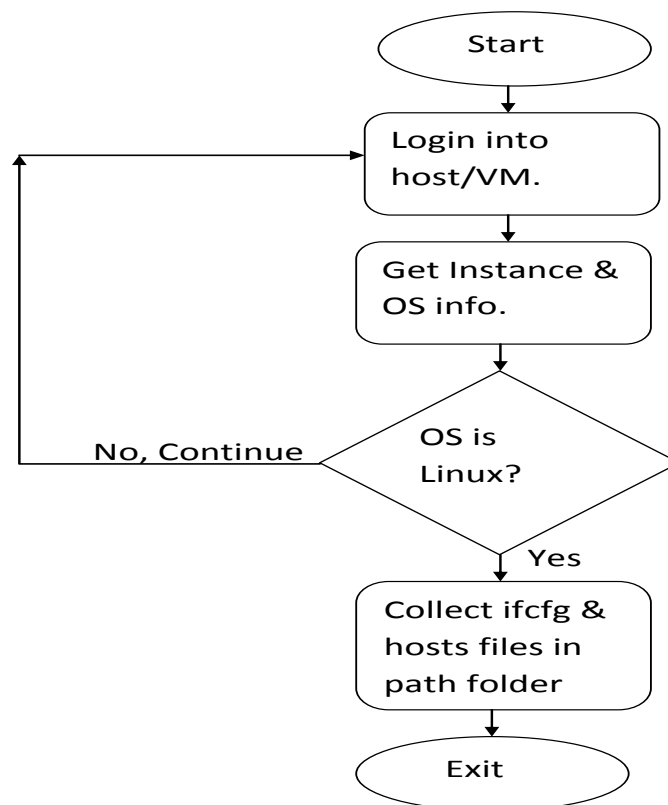 Start
Login into
host/VM.
Get Instance &
OS info.
OS is
Linux?
No, Continue
Yes
Collect ifcfg &
hosts files in
path folder
Exit